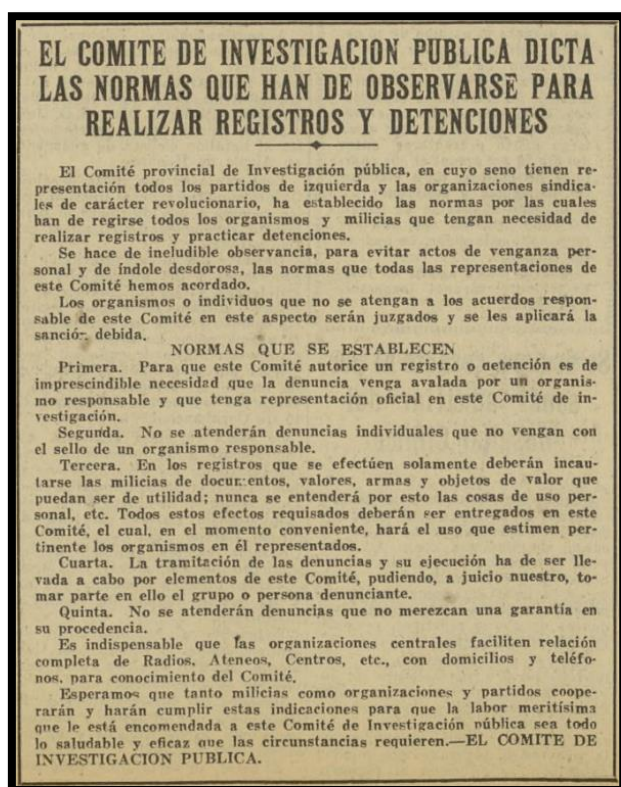 EL COMITE DE INVESTIGACION PUBLICA DICTA
LAS NORMAS QUE HAN DE OBSERVARSE PARA
REALIZAR REGISTROS Y DETENCIONES
El Comité provincial de Investigación pública, en cuyo seno tienen re-
presentación todos los partidos de izquierda y las organizaciones sindica-
les de carácter revolucionario, ha establecido las normas por las cuales
han de regirse todos los organismos y milicias que tengan necesidad de
realizar registros y practicar detenciones.
Se hace de ineludible observancia, para evitar actos de venganza per-
sonal y de índole desdorosa, las normas que todas las representaciones de
este Comité hemos acordado.
Los organismos o individuos que no se atengan a los acuerdos respon-
sable de este Comité en este aspecto serán juzgados y se les aplicará la
sanción debida.
NORMAS QUE SE ESTABLECEN
Primera. Para que este Comité autorice un registro o detención es de
imprescindible necesidad que la denuncia venga avalada por un organis-
mo responsable y que tenga representación oficial en este Comité de in-
vestigación.
Segunda. No se atenderán denuncias individuales que no vengan con
el sello de un organismo responsable.
Tercera. En los registros que se efectúen solamente deberán incau-
tarse las milicias de documentos, valores, armas y objetos de valor que
puedan ser de utilidad; nunca se entenderá por esto las cosas de uso per-
sonal, etc. Todos estos efectos requisados deberán ser entregados en este
Comité, el cual, en el momento conveniente, hará el uso que estimen per-
tinente los organismos en él representados.
Cuarta. La tramitación de las denuncias y su ejecución ha de ser lle-
vada a cabo por elementos de este Comité, pudiendo, a juicio nuestro, to-
mar parte en ello el grupo o persona denunciante.
Quinta. No se atenderán denuncias que no merezcan una garantía en
su procedencia.
Es indispensable que las organizaciones centrales faciliten relación
completa de Radios, Ateneos, Centros, etc., con domicilios y teléfo-
nos, para conocimiento del Comité.
Esperamos que tanto milicias como organizaciones y partidos coope-
rarán y harán cumplir estas indicaciones para que la labor meritísima
que le está encomendada a este Comité de Investigación pública sea todo
lo saludable y eficaz que las circunstancias requieren.—EL COMITE DE
INVESTIGACION PUBLICA.